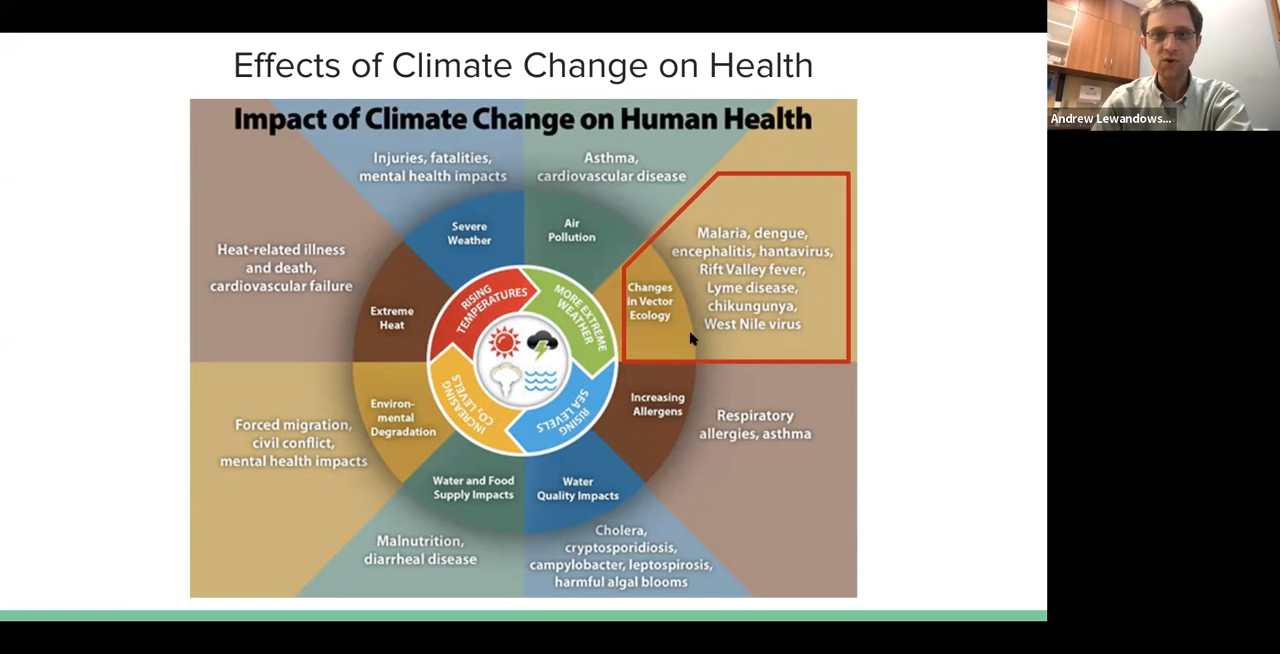 Effects of Climate Change on Health
Andrew Lewandows...
Impact of Climate Change on Human Health
Injuries, fatalities,
mental health impacts
Asthma,
cardiovascular disease
Severe
Weather
Air
Pollution
Heat-related illness
and death,
cardiovascular failure
Extreme
Heat
Malaria, dengue,
encephalitis, hantavirus,
Rift Valley fever,
Lyme disease,
chikungunya,
West Nile virus
Changes
in Vector
Ecology
RISING
TEMPERATURES
MORE EXTREME
WEATHER
INCREASING
CO₂ LEVELS
RISING
SEA LEVELS
Environ-
mental
Degradation
Forced migration,
civil conflict,
mental health impacts
Increasing
Allergens
Respiratory
allergies, asthma
Water and Food
Supply Impacts
Water
Quality Impacts
Malnutrition,
diarrheal disease
Cholera,
cryptosporidiosis,
campylobacter, leptospirosis,
harmful algal blooms